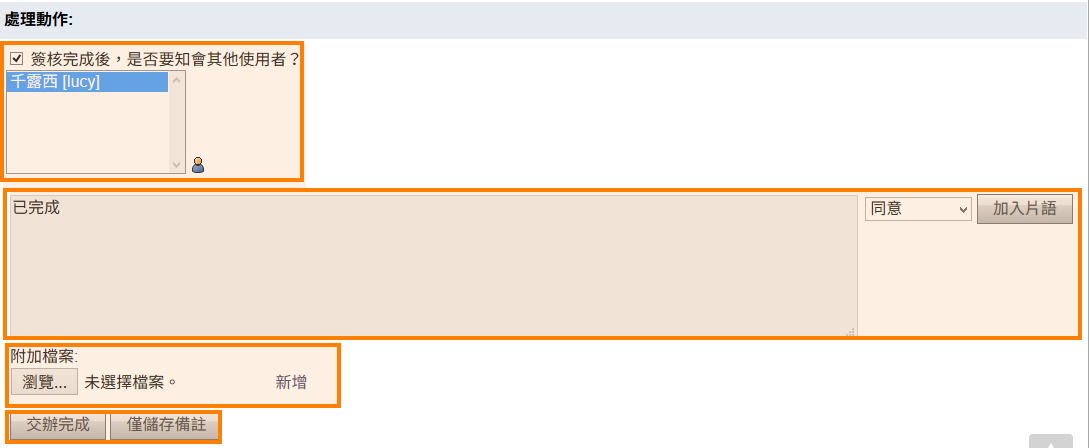 處理動作:
簽核完成後，是否要知會其他使用者？
千露西 [lucy]
已完成
同意
加入片語
附加檔案:
瀏覽... 未選擇檔案。 新增
交辦完成 僅儲存備註